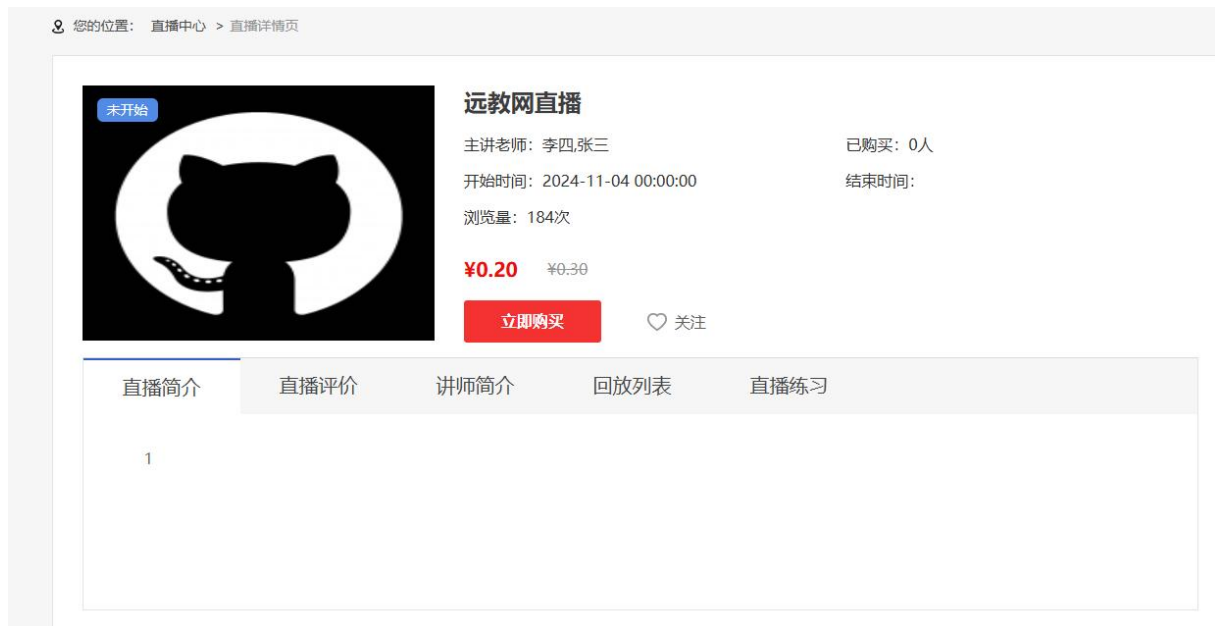 您的位置： 直播中心 > 直播详情页
未开始
远教网直播
主讲老师：李四,张三 已购买：0人
开始时间：2024-11-04 00:00:00 结束时间：
浏览量：184次
¥0.20 ¥0.30
立即购买 关注
直播简介 直播评价 讲师简介 回放列表 直播练习
1